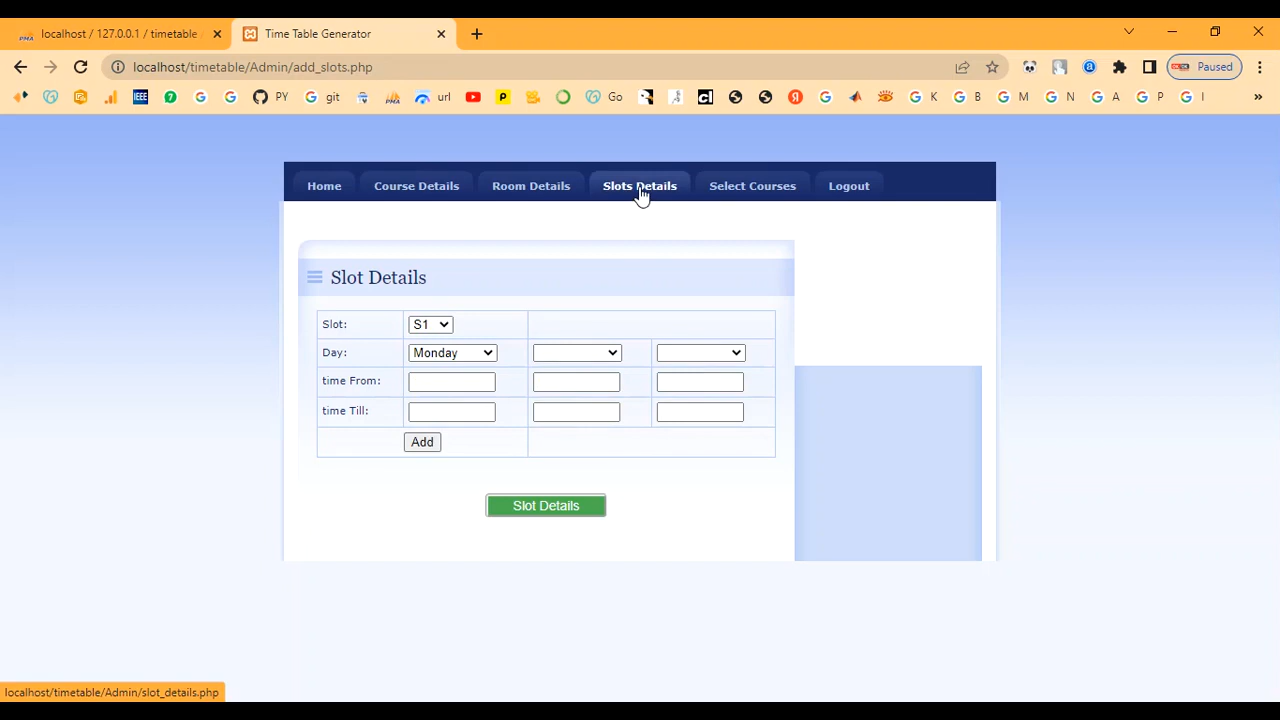 localhost / 127.0.0.1 / timetable
Time Table Generator
localhost/timetable/Admin/add_slots.php
Paused
IEEE
PY
git
url
Go
K
B
M
N
A
P
I
Home
Course Details
Room Details
Slots Details
Select Courses
Logout
Slot Details
Slot:
S1
Day:
Monday
time From:
time Till:
Add
Slot Details
localhost/timetable/Admin/slot_details.php